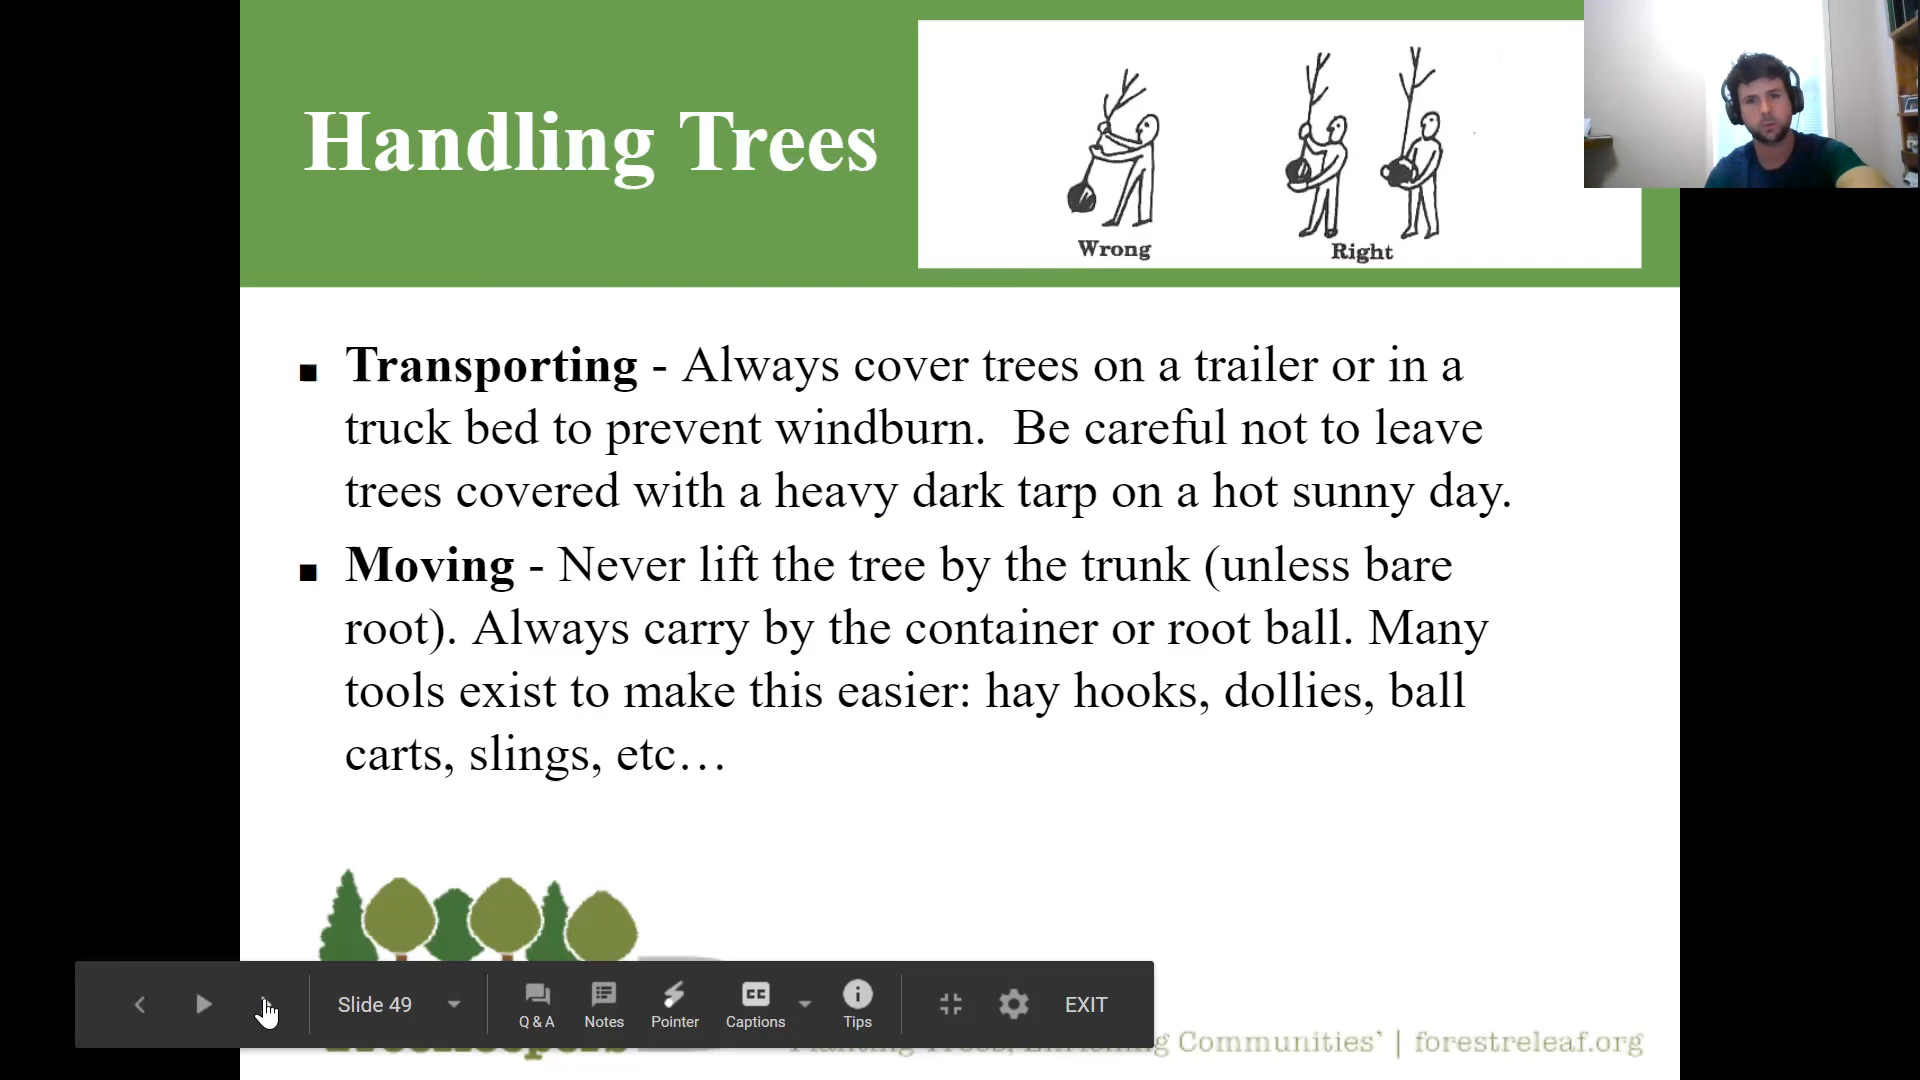 Handling Trees
Wrong
Right
■ Transporting - Always cover trees on a trailer or in a
truck bed to prevent windburn.  Be careful not to leave
trees covered with a heavy dark tarp on a hot sunny day.
■ Moving - Never lift the tree by the trunk (unless bare
root). Always carry by the container or root ball. Many
tools exist to make this easier: hay hooks, dollies, ball
carts, slings, etc…
Slide 49
Q & A
Notes
Pointer
CC
Captions
Tips
EXIT
Communities’ | forestreleaf.org